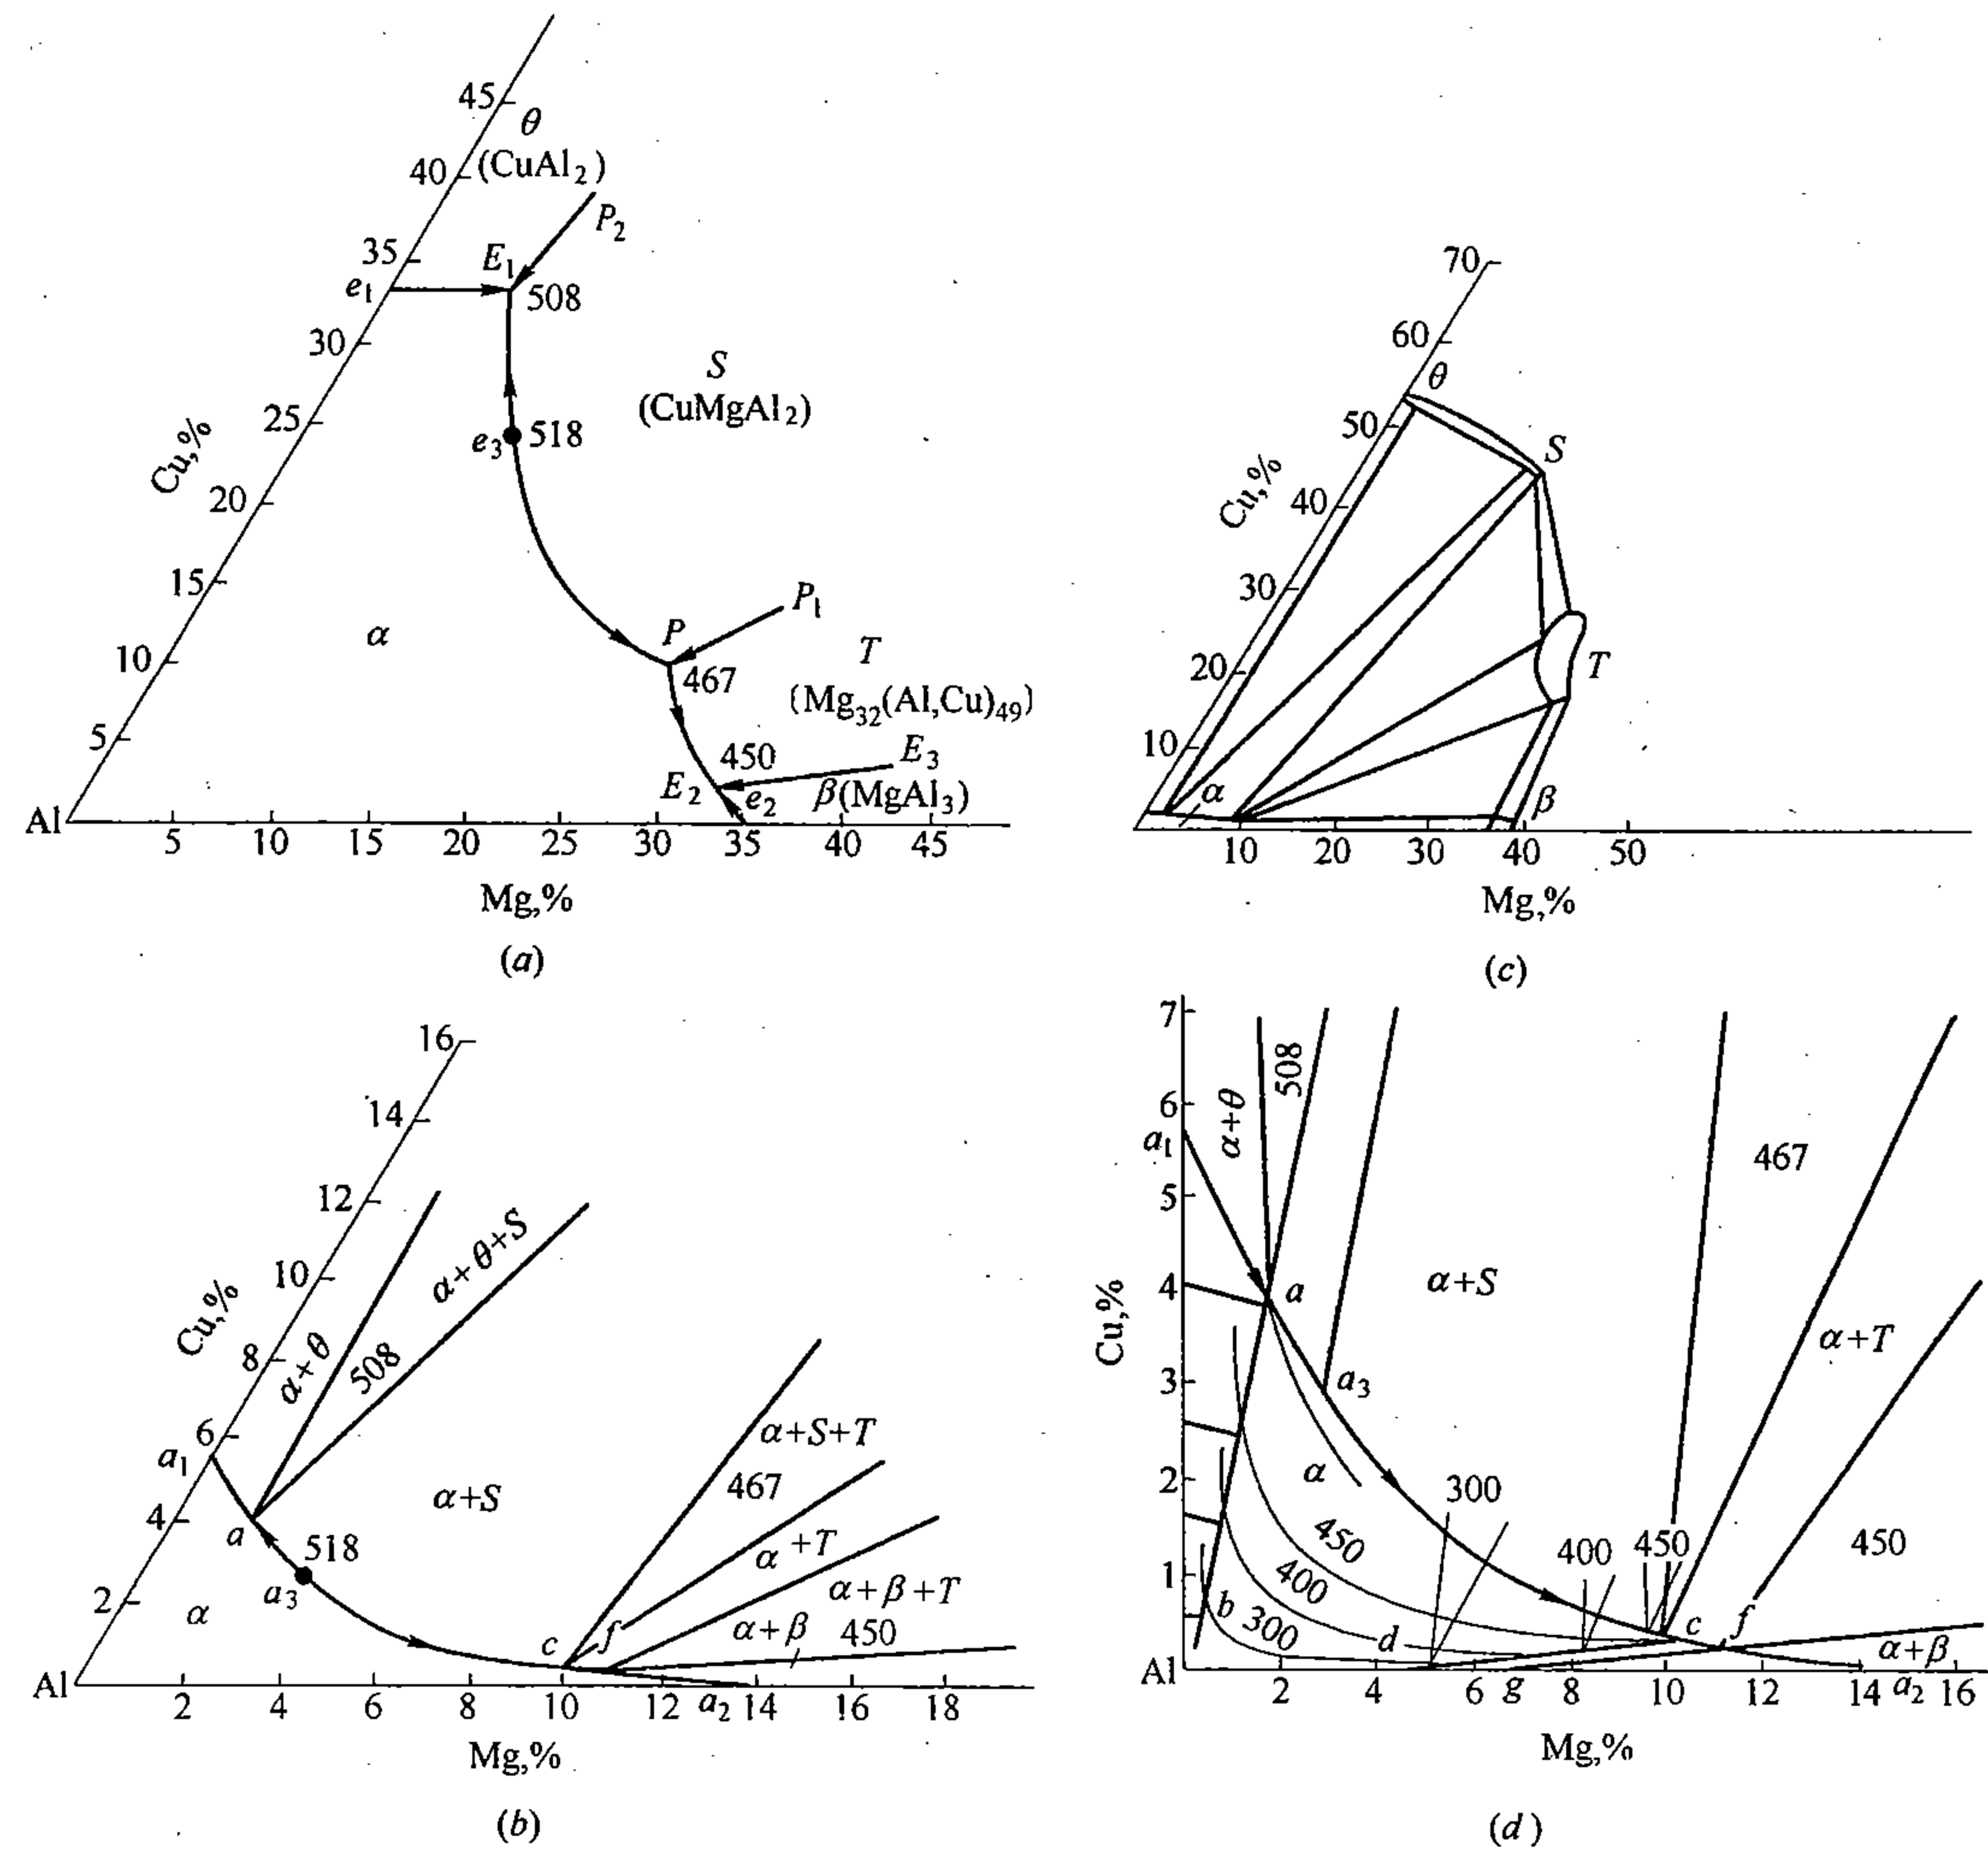 45
θ
40
(CuAl₂)
P₂
35
E₁
e₁
508
30
S
(CuMgAl₂)
25
e₃
518
Cu,%
20
15
P₁
P
10
α
T
467
(Mg₃₂(Al,Cu)₄₉)
5
450
E₃
E₂
e₂
β(MgAl₃)
Al
5 10 15 20 25 30 35 40 45
Mg,%
(a)
70
60
θ
50
S
Cu,%
40
30
20
T
10
α
β
10 20 30 40 50
Mg,%
(c)
16
14
12
α+θ+S
10
Cu,%
8
α+θ
508
6
a₁
α+S
α+S+T
467
4
a
518
α+T
a₃
2
α
α+β+T
c
f
α+β
450
Al
2 4 6 8 10 12 a₂ 14 16 18
Mg,%
(b)
7
508
6
α+θ
a₁
467
5
4
a
α+S
Cu,%
α+T
3
a₃
2
α
300
450
400
450
450
1
400
b
300
d
c
f
α+β
Al
2 4 6 g 8 10 12 14 a₂ 16
Mg,%
(d)